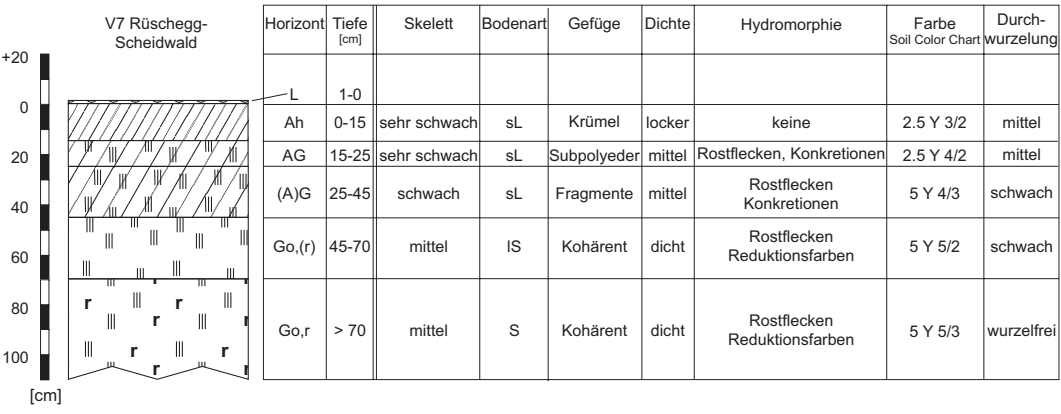 V7 Rüschegg-
Scheidwald
Horizont Tiefe [cm] Skelett Bodenart Gefüge Dichte Hydromorphie Farbe Soil Color Chart Durch-
wurzelung
+20
L 1-0
0
Ah 0-15 sehr schwach sL Krümel locker keine 2.5 Y 3/2 mittel
20
AG 15-25 sehr schwach sL Subpolyeder mittel Rostflecken, Konkretionen 2.5 Y 4/2 mittel
(A)G 25-45 schwach sL Fragmente mittel Rostflecken
Konkretionen 5 Y 4/3 schwach
40
Go,(r) 45-70 mittel lS Kohärent dicht Rostflecken
Reduktionsfarben 5 Y 5/2 schwach
60
80
r r r r r r r r
Go,r > 70 mittel S Kohärent dicht Rostflecken
Reduktionsfarben 5 Y 5/3 wurzelfrei
100
[cm]